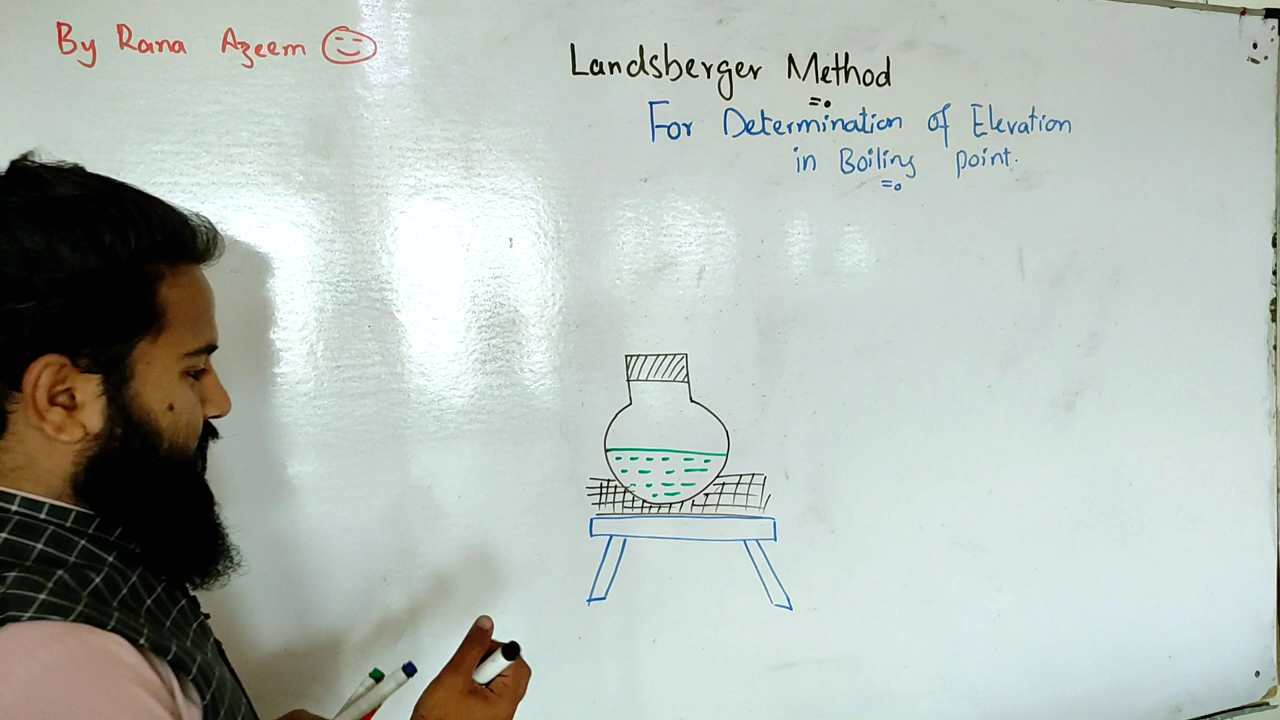 By Rana Azeem
Landsberger Method
For Determination of Elevation
in Boiling point.